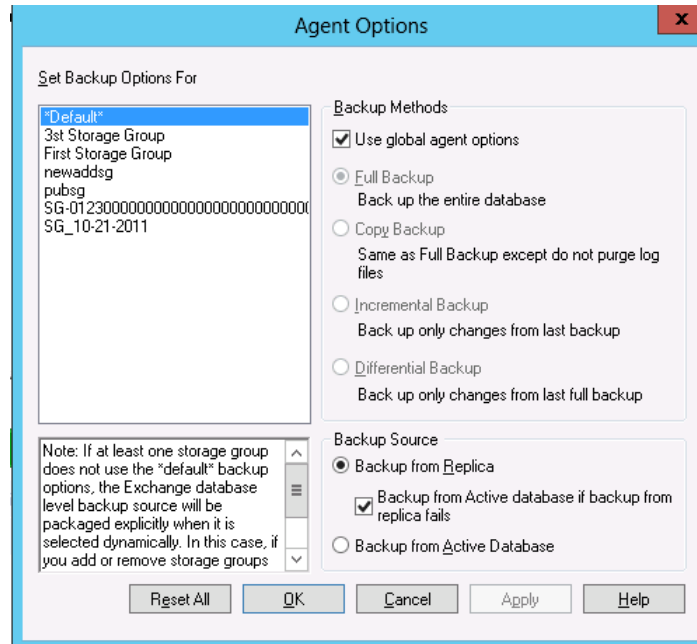 Agent Options
x
Set Backup Options For
*Default*
3st Storage Group
First Storage Group
newaddsg
pubsg
SG_10-21-2011
Note: If at least one storage group
does not use the *default* backup
options, the Exchange database
level backup source will be
packaged explicitly when it is
selected dynamically. In this case, if
you add or remove storage groups
Backup Methods
Use global agent options
Full Backup
Back up the entire database
Copy Backup
Same as Full Backup except do not purge log
files
Incremental Backup
Back up only changes from last backup
Differential Backup
Back up only changes from last full backup
Backup Source
Backup from Replica
Backup from Active database if backup from
replica fails
Backup from Active Database
Reset All
OK
Cancel
Apply
Help